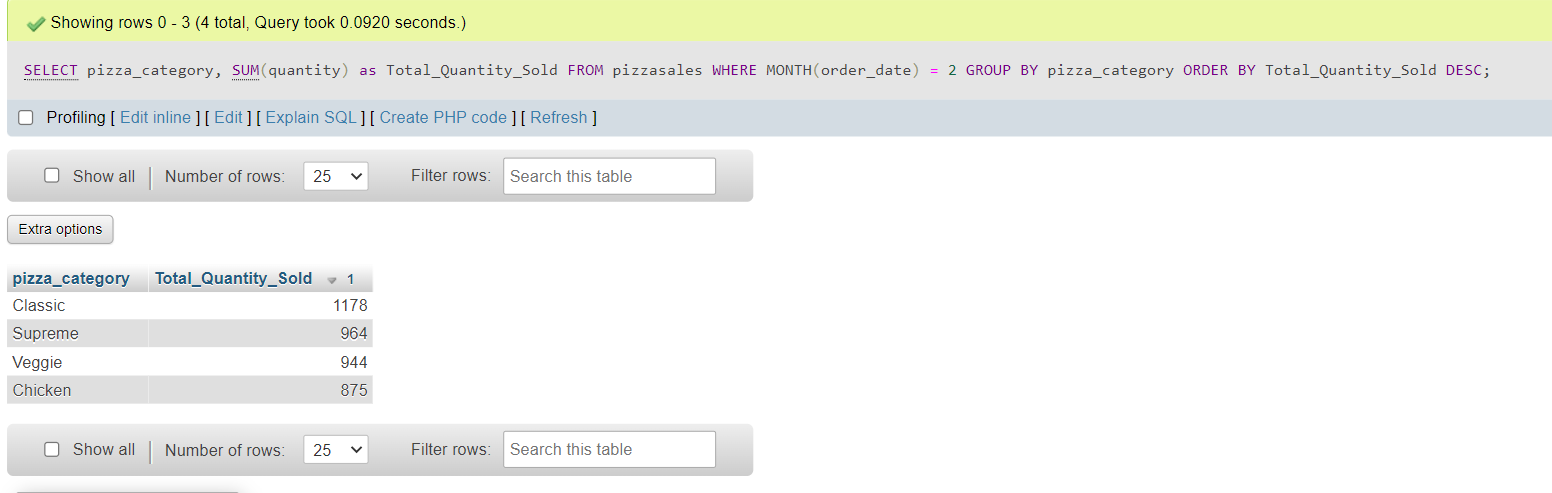 Showing rows 0 - 3 (4 total, Query took 0.0920 seconds.)
SELECT pizza_category, SUM(quantity) as Total_Quantity_Sold FROM pizzasales WHERE MONTH(order_date) = 2 GROUP BY pizza_category ORDER BY Total_Quantity_Sold DESC;
Profiling [ Edit inline ] [ Edit ] [ Explain SQL ] [ Create PHP code ] [ Refresh ]
Show all Number of rows: 25 Filter rows: Search this table
Extra options
pizza_category Total_Quantity_Sold 1
Classic 1178
Supreme 964
Veggie 944
Chicken 875
Show all Number of rows: 25 Filter rows: Search this table